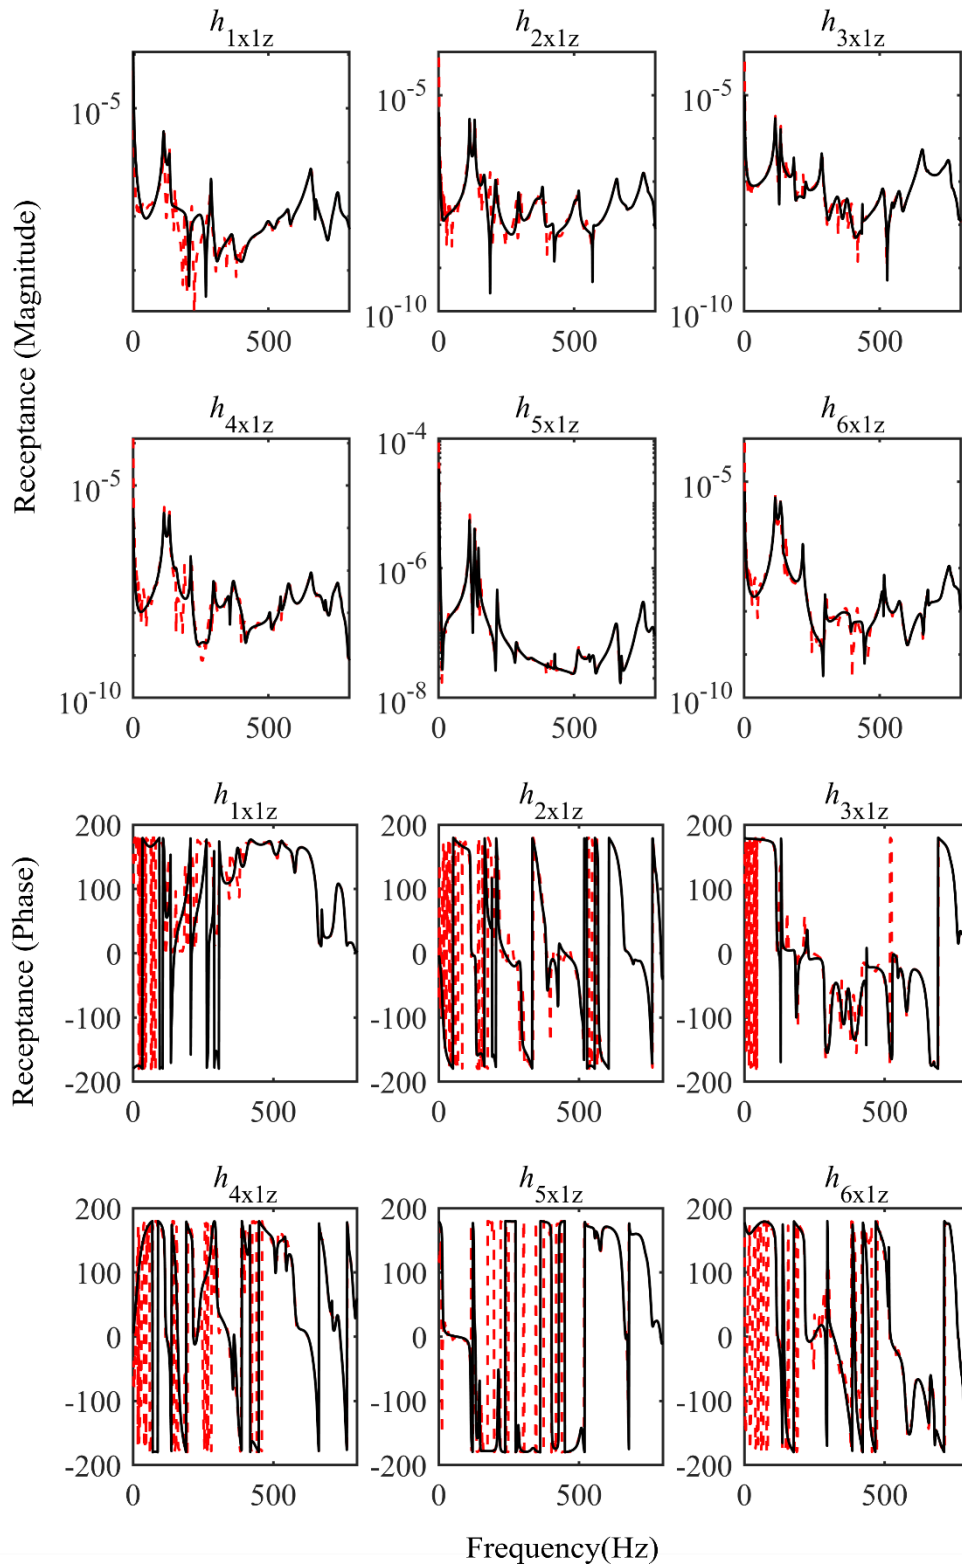 h1x1z h2x1z h3x1z
10-5 10-5 10-5
10-10 10-10
0 500 0 500 0 500
Receptance (Magnitude)
h4x1z h5x1z h6x1z
10-5 10-4 10-5
10-6
10-10 10-8 10-10
0 500 0 500 0 500
h1x1z h2x1z h3x1z
200 200 200
100 100 100
0 0 0
-100 -100 -100
-200 -200 -200
0 500 0 500 0 500
Receptance (Phase)
h4x1z h5x1z h6x1z
200 200 200
100 100 100
0 0 0
-100 -100 -100
-200 -200 -200
0 500 0 500 0 500
Frequency(Hz)